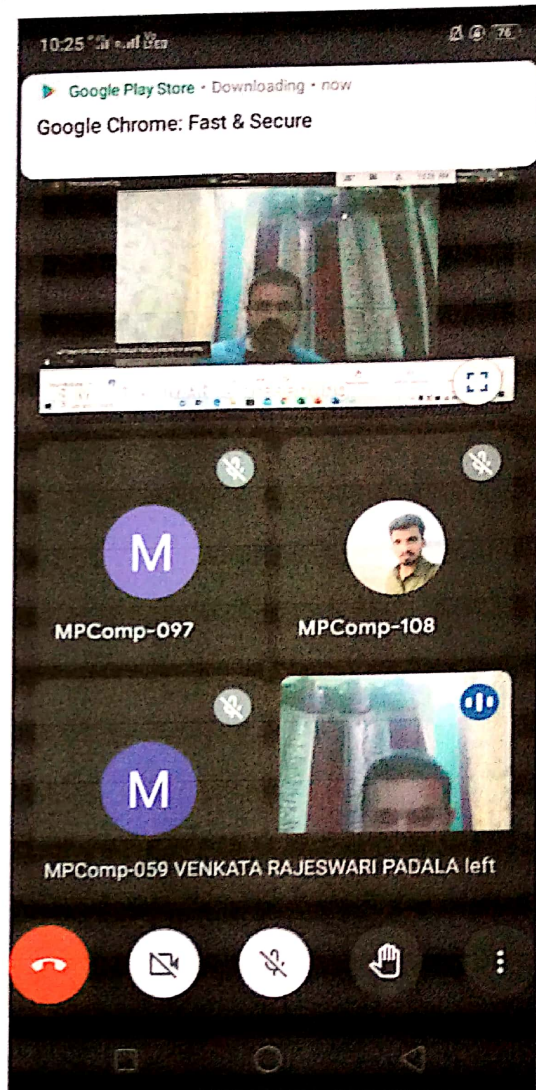 10:25
76
Google Play Store • Downloading • now
Google Chrome: Fast & Secure
M
MPComp-097
MPComp-108
M
MPComp-059 VENKATA RAJESWARI PADALA left